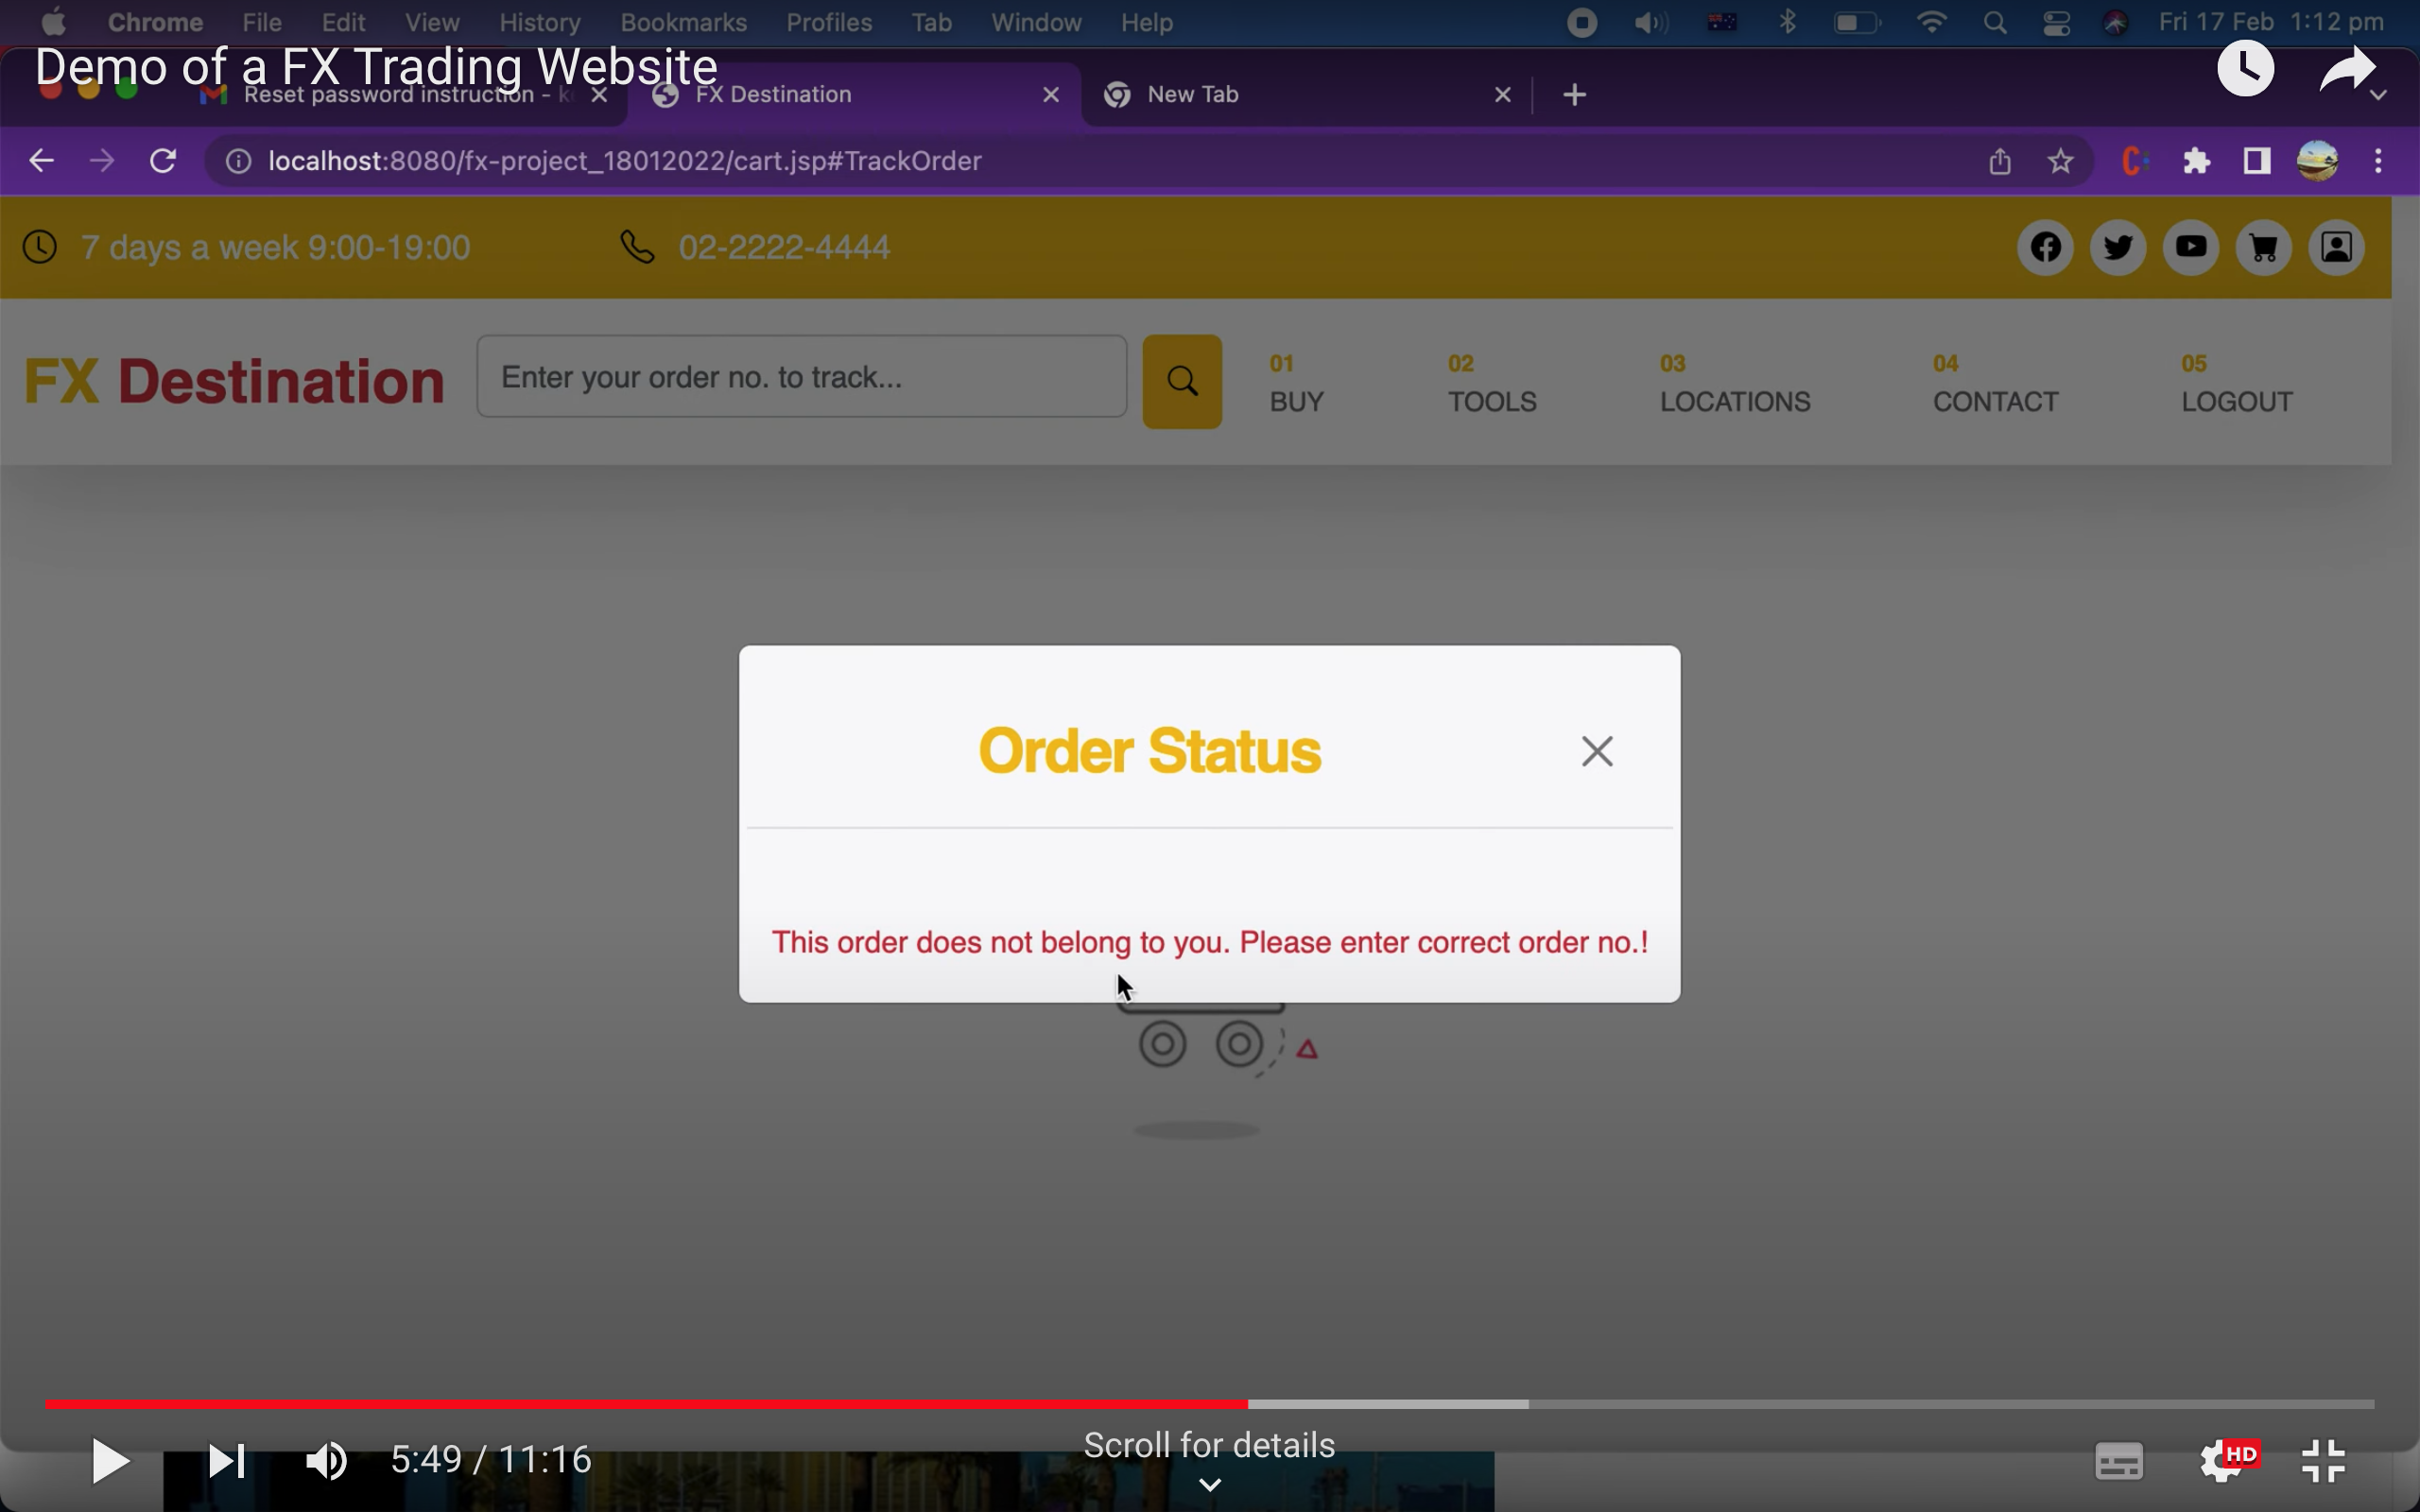 Chrome File Edit View History Bookmarks Profiles Tab Window Help Fri 17 Feb 1:12 pm
Demo of a FX Trading Website
Reset password instruction - FX Destination New Tab
localhost:8080/fx-project_18012022/cart.jsp#TrackOrder
7 days a week 9:00-19:00 02-2222-4444
FX Destination
Enter your order no. to track...
01 02 03 04 05
BUY TOOLS LOCATIONS CONTACT LOGOUT
Order Status
This order does not belong to you. Please enter correct order no.!
5:49 / 11:16
Scroll for details
HD